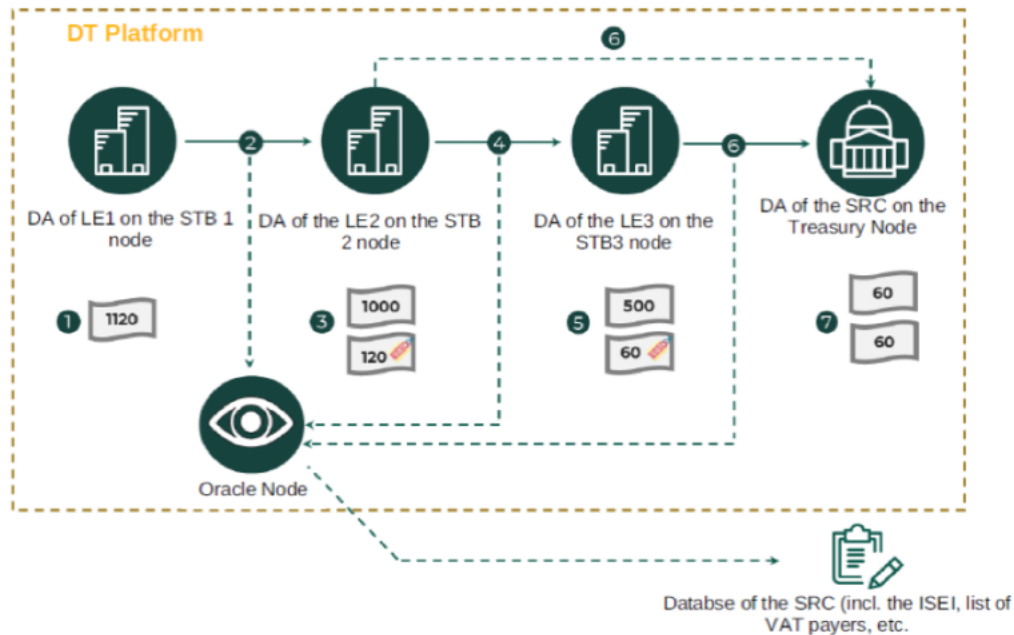 DT Platform
6
2
4
6
DA of LE1 on the STB 1
node
DA of the LE2 on the STB
2 node
DA of the LE3 on the
STB3 node
DA of the SRC on the
Treasury Node
1
1120
3
1000
120
5
500
60
7
60
60
Oracle Node
Databse of the SRC (incl. the ISEI, list of
VAT payers, etc.